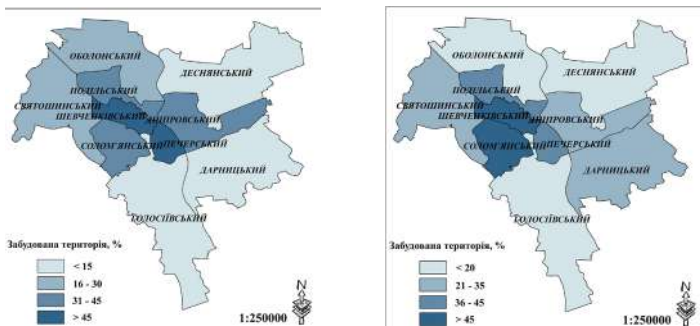 ОБОЛОНСЬКИЙ
ДЕСНЯНСЬКИЙ
ПОДІЛЬСЬКИЙ
СВЯТОШИНСЬКИЙ
ШЕВЧЕНКІВСЬКИЙ
ДНІПРОВСЬКИЙ
СОЛОМ'ЯНСЬКИЙ
ПЕЧЕРСЬКИЙ
ДАРНИЦЬКИЙ
ГОЛОСІЇВСЬКИЙ
Забудована територія, %
< 15
16 - 30
31 - 45
> 45
N
1:250000
ОБОЛОНСЬКИЙ
ДЕСНЯНСЬКИЙ
ПОДІЛЬСЬКИЙ
СВЯТОШИНСЬКИЙ
ШЕВЧЕНКІВСЬКИЙ
ДНІПРОВСЬКИЙ
СОЛОМ'ЯНСЬКИЙ
ПЕЧЕРСЬКИЙ
ДАРНИЦЬКИЙ
ГОЛОСІЇВСЬКИЙ
Забудована територія, %
< 20
21 - 35
36 - 45
> 45
N
1:250000